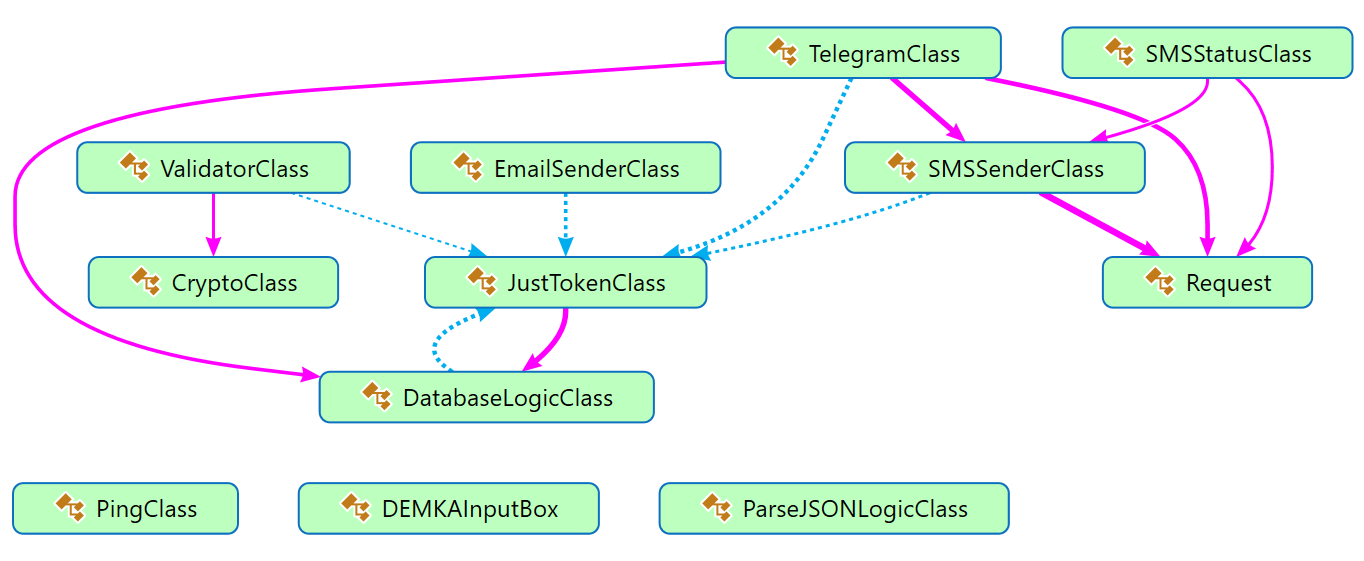 TelegramClass
SMSStatusClass
ValidatorClass
EmailSenderClass
SMSSenderClass
CryptoClass
JustTokenClass
Request
DatabaseLogicClass
PingClass
DEMKAInputBox
ParseJSONLogicClass